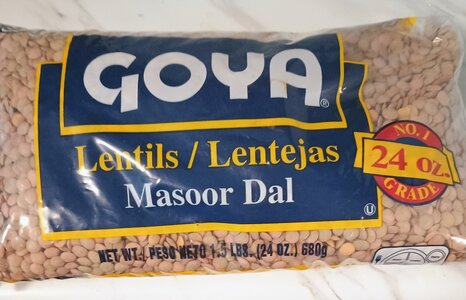 GOYA
®
Lentils / Lentejas
Masoor Dal
NO. 1
24 oz.
GRADE
U
NET WT./ PESO NETO 1.5 LBS. (24 OZ.) 680g